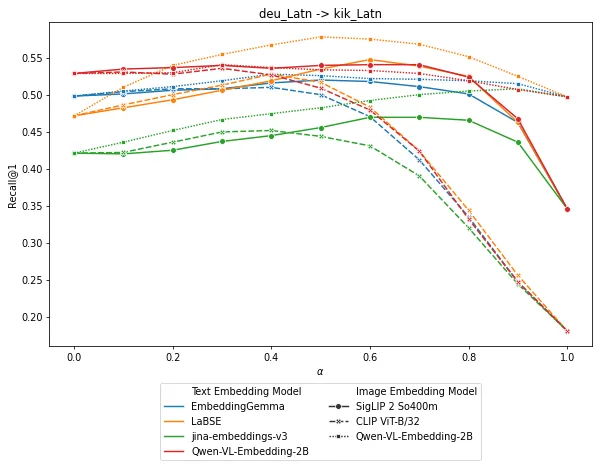 deu_Latn -> kik_Latn
Recall@1
0.55
0.50
0.45
0.40
0.35
0.30
0.25
0.20
0.0 0.2 0.4 0.6 0.8 1.0
α
Text Embedding Model
EmbeddingGemma
LaBSE
jina-embeddings-v3
Qwen-VL-Embedding-2B
Image Embedding Model
SigLIP 2 So400m
CLIP ViT-B/32
Qwen-VL-Embedding-2B